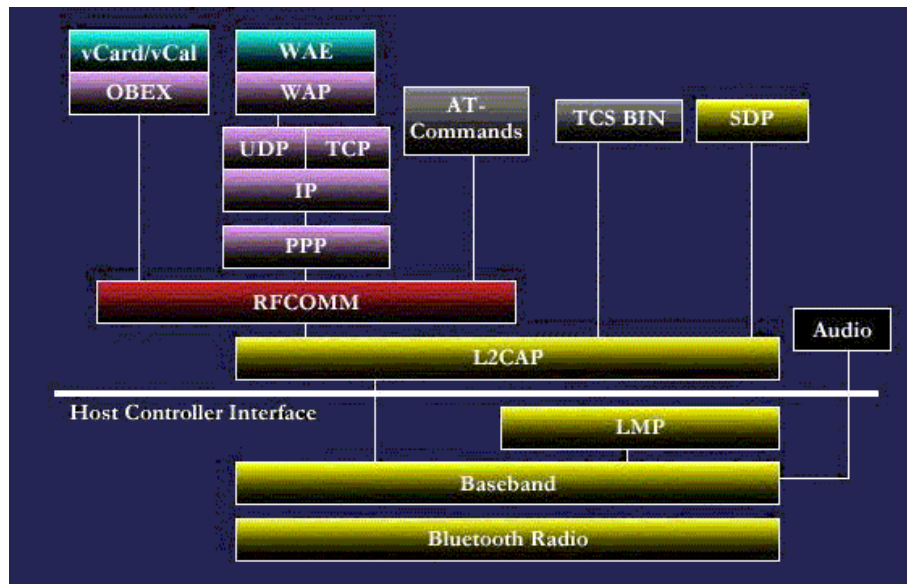 vCard/vCal
WAE
OBEX
WAP
AT-
Commands
TCS BIN
SDP
UDP
TCP
IP
PPP
RFCOMM
Audio
L2CAP
Host Controller Interface
LMP
Baseband
Bluetooth Radio